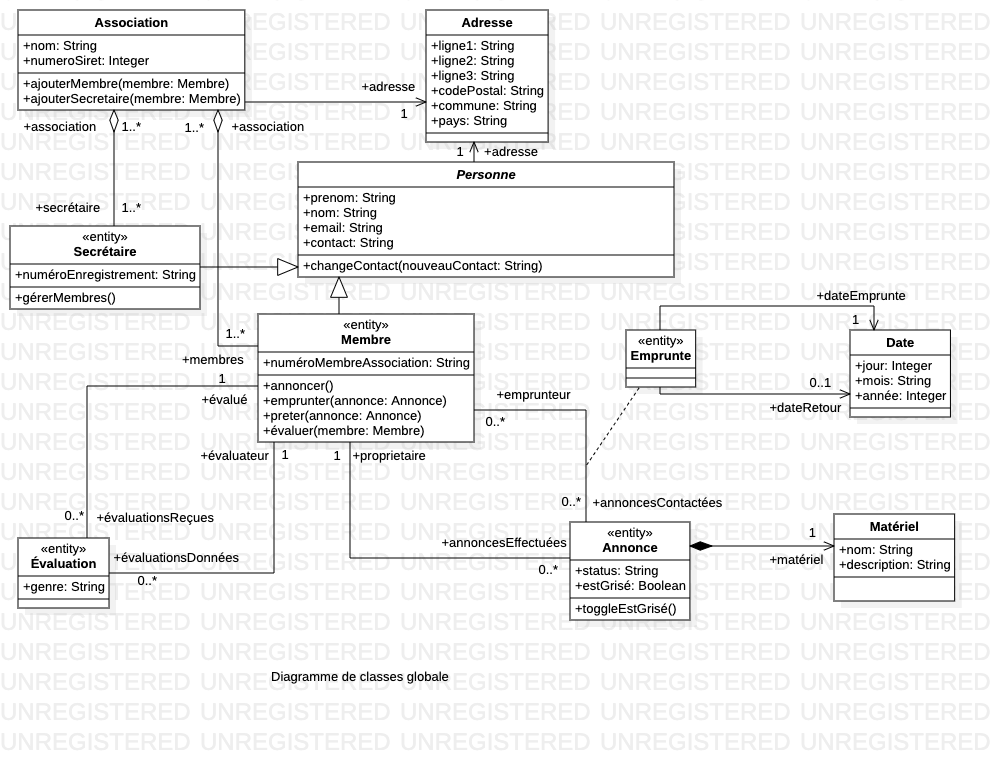 Association
+nom: String
+numeroSiret: Integer
+ajouterMembre(membre: Membre)
+ajouterSecretaire(membre: Membre)
Adresse
+ligne1: String
+ligne2: String
+ligne3: String
+codePostal: String
+commune: String
+pays: String
+adresse
1
+association
1..*
1..*
+association
1
+adresse
Personne
+prenom: String
+nom: String
+email: String
+contact: String
+changeContact(nouveauContact: String)
+secrétaire
1..*
«entity»
Secrétaire
+numéroEnregistrement: String
+gérerMembres()
1..*
+membres
«entity»
Membre
+numéroMembreAssociation: String
+annoncer()
+emprunter(annonce: Annonce)
+preter(annonce: Annonce)
+évaluer(membre: Membre)
+dateEmprunte
1
«entity»
Emprunte
Date
+jour: Integer
+mois: String
+année: Integer
0..1
+dateRetour
1
+évalué
+emprunteur
0..*
+évaluateur
1
1
+proprietaire
0..*
+évaluationsReçues
0..*
+annoncesContactées
«entity»
Évaluation
+genre: String
+évaluationsDonnées
0..*
+annoncesEffectuées
0..*
«entity»
Annonce
+status: String
+estGrisé: Boolean
+toggleEstGrisé()
1
+matériel
Matériel
+nom: String
+description: String
Diagramme de classes globale
UNREGISTERED